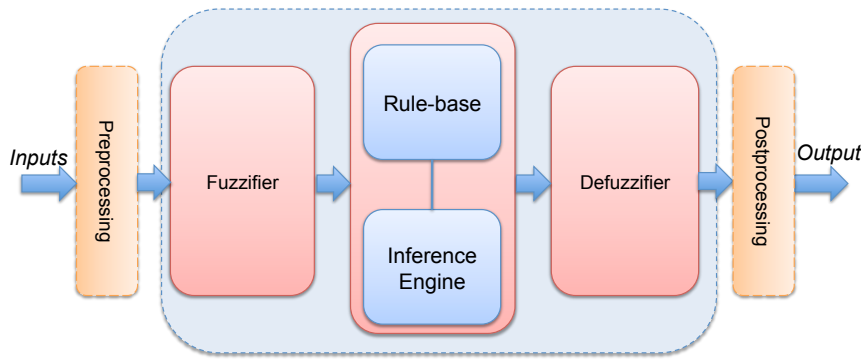 Inputs
Preprocessing
Fuzzifier
Rule-base
Inference
Engine
Defuzzifier
Postprocessing
Output